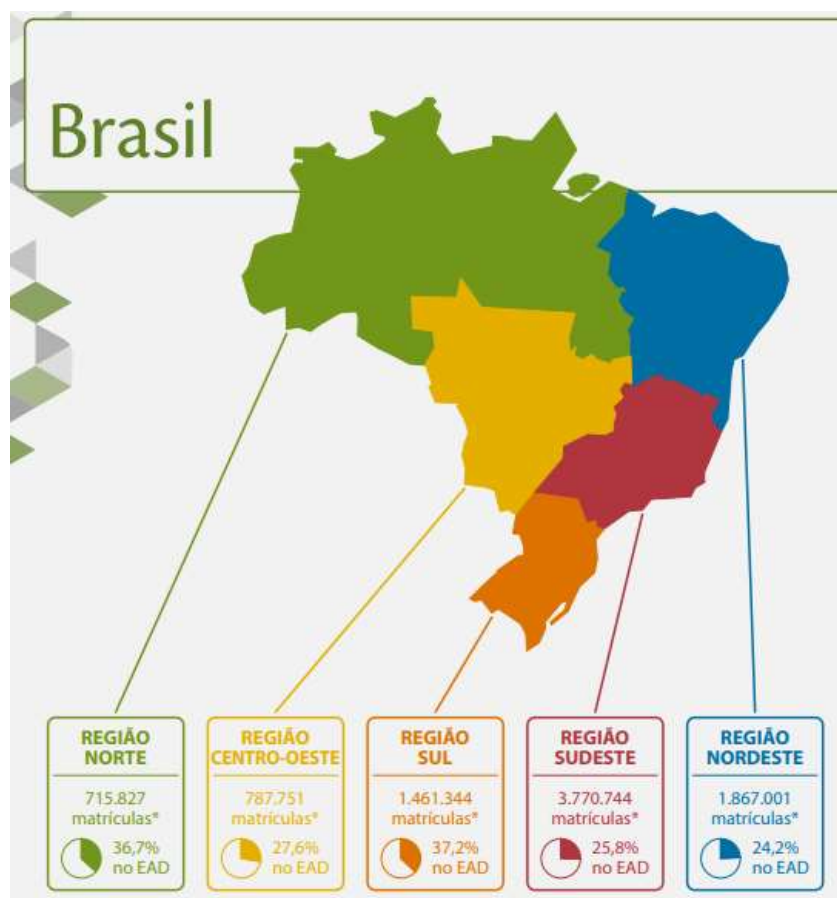 Brasil
REGIÃO
NORTE
715.827
matrículas*
36,7%
no EAD
REGIÃO
CENTRO-OESTE
787.751
matrículas*
27,6%
no EAD
REGIÃO
SUL
1.461.344
matrículas*
37,2%
no EAD
REGIÃO
SUDESTE
3.770.744
matrículas*
25,8%
no EAD
REGIÃO
NORDESTE
1.867.001
matrículas*
24,2%
no EAD